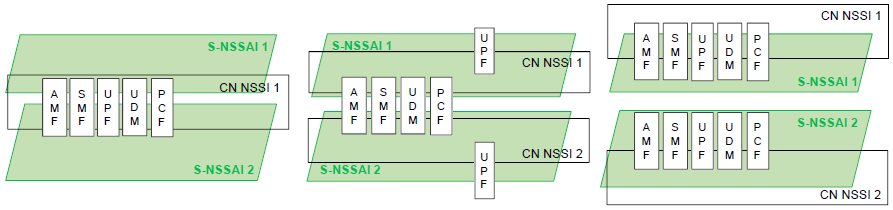 S-NSSAI 1
CN NSSI 1
AMF
SMF
UPF
UDM
PCF
S-NSSAI 2
UPF
S-NSSAI 1
CN NSSI 1
AMF
SMF
UDM
PCF
CN NSSI 2
S-NSSAI 2
UPF
CN NSSI 1
AMF
SMF
UPF
UDM
PCF
S-NSSAI 1
AMF
SMF
UPF
UDM
PCF
S-NSSAI 2
CN NSSI 2